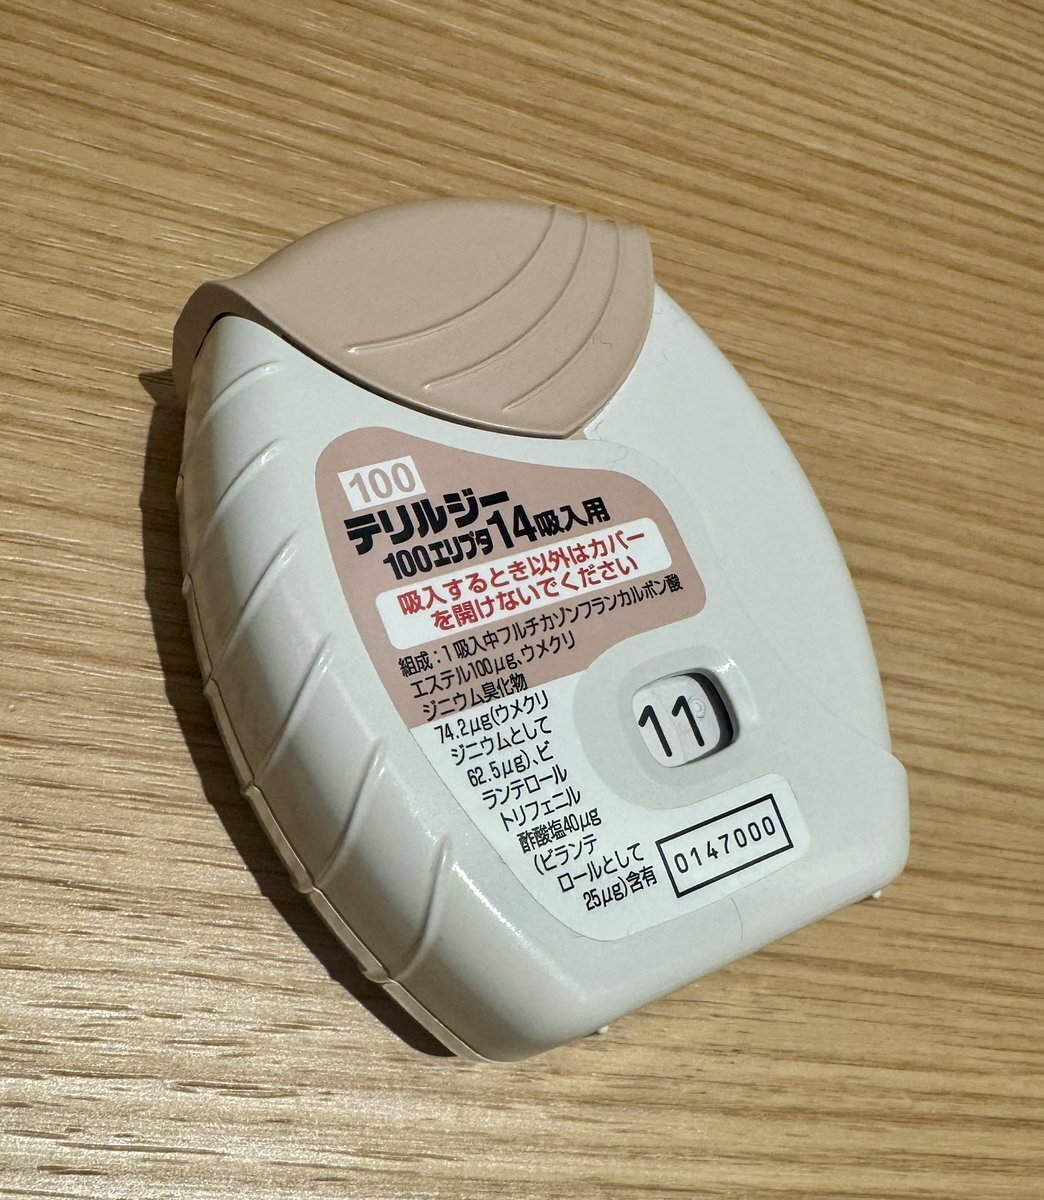 100
テリルジー
100エリプタ14吸入用
吸入するとき以外はカバー
を開けないでください
組成：1吸入中フルチカゾンフランカルボン酸
エステル100μg、ウメクリ
ジニウム臭化物
74.2μg(ウメクリ
ジニウムとして
62.5μg)、ビ
ランテロール
トリフェニル
酢酸塩40μg
(ビランテ
ロールとして
25μg)含有
11
0147000